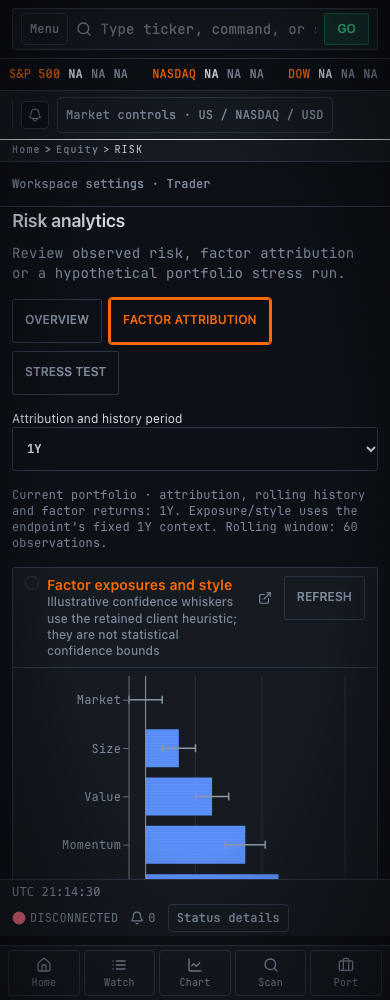 Menu
Type ticker, command, or
GO
S&P 500 NA NA NA NASDAQ NA NA NA DOW NA NA NA
Market controls · US / NASDAQ / USD
Home > Equity > RISK
Workspace settings · Trader
Risk analytics
Review observed risk, factor attribution
or a hypothetical portfolio stress run.
OVERVIEW
FACTOR ATTRIBUTION
STRESS TEST
Attribution and history period
1Y
Current portfolio · attribution, rolling history
and factor returns: 1Y. Exposure/style uses the
endpoint's fixed 1Y context. Rolling window: 60
observations.
Factor exposures and style
Illustrative confidence whiskers
use the retained client heuristic;
they are not statistical
confidence bounds
REFRESH
Market
Size
Value
Momentum
UTC 21:14:30
DISCONNECTED
0
Status details
Home
Watch
Chart
Scan
Port